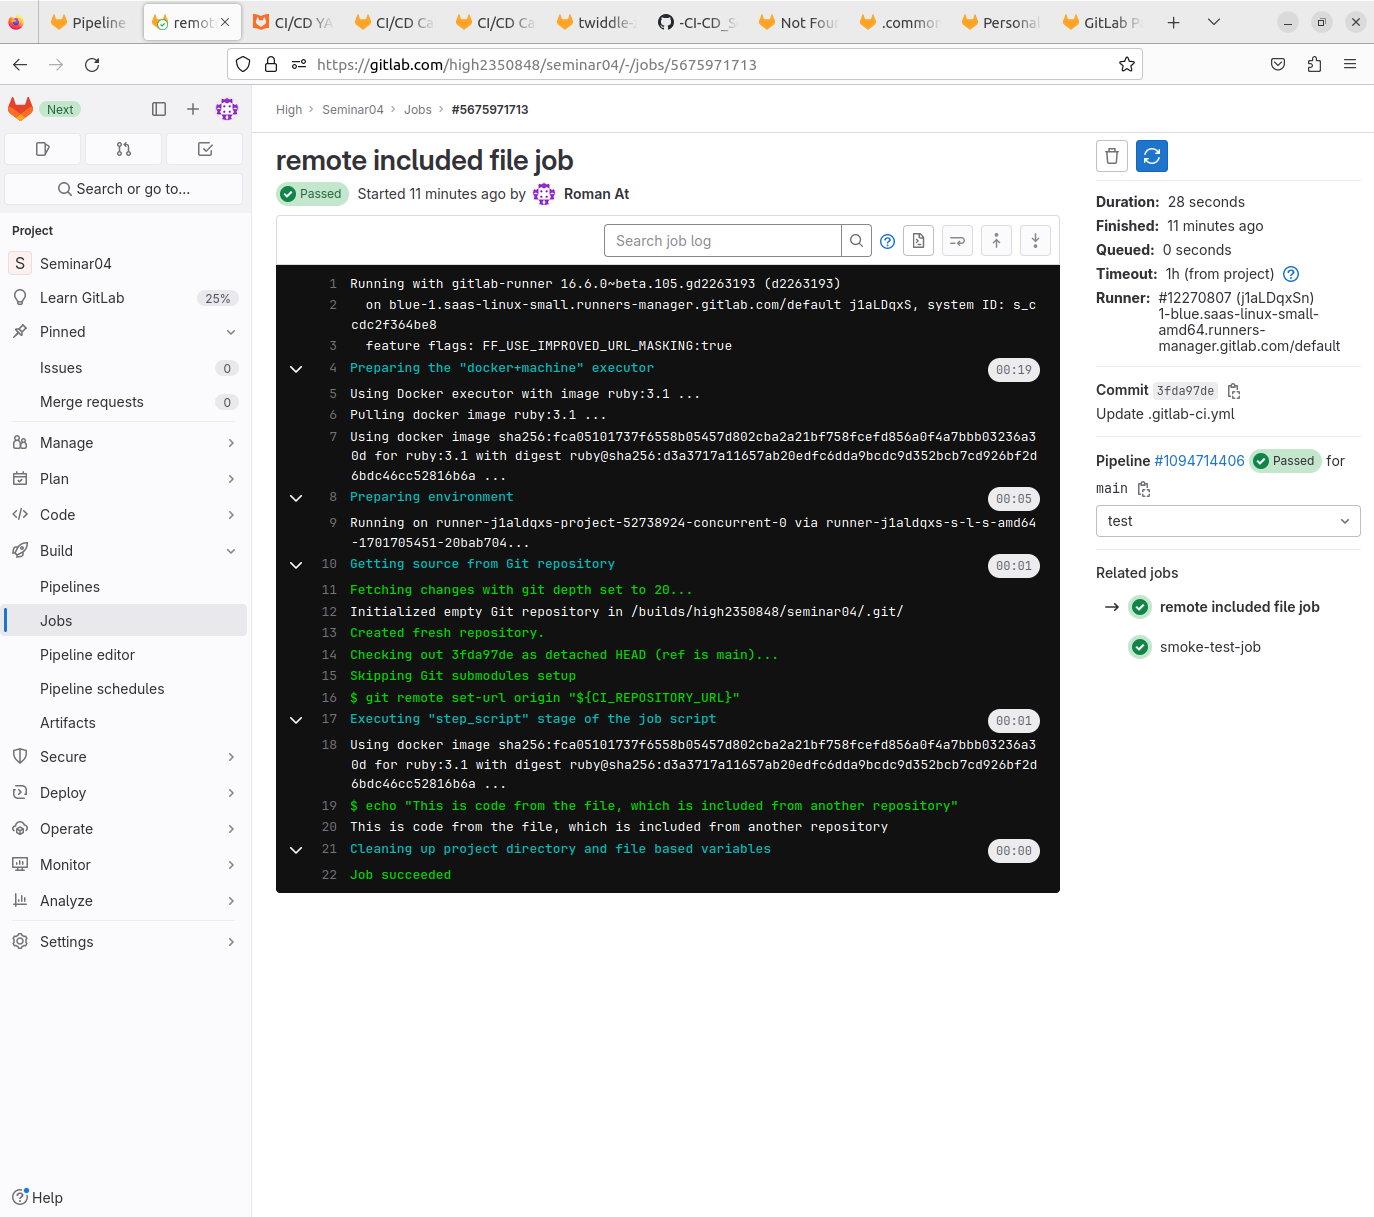 Pipeline
remot
CI/CD YA
CI/CD Ca
CI/CD Ca
twiddle-z
-CI-CD_S
Not Foun
.common
Personal
GitLab P
https://gitlab.com/high2350848/seminar04/-/jobs/5675971713
Next
Search or go to...
Project
S Seminar04
Learn GitLab 25%
Pinned
Issues 0
Merge requests 0
Manage
Plan
Code
Build
Pipelines
Jobs
Pipeline editor
Pipeline schedules
Artifacts
Secure
Deploy
Operate
Monitor
Analyze
Settings
Help
High › Seminar04 › Jobs › #5675971713
remote included file job
Passed Started 11 minutes ago by Roman At
Search job log
1 Running with gitlab-runner 16.6.0~beta.105.gd2263193 (d2263193)
2 on blue-1.saas-linux-small.runners-manager.gitlab.com/default j1aLDqxS, system ID: s_c
cdc2f364be8
3 feature flags: FF_USE_IMPROVED_URL_MASKING:true
4 Preparing the "docker+machine" executor 00:19
5 Using Docker executor with image ruby:3.1 ...
6 Pulling docker image ruby:3.1 ...
7 Using docker image sha256:fca05101737f6558b05457d802cba2a21bf758fcefd856a0f4a7bbb03236a3
0d for ruby:3.1 with digest ruby@sha256:d3a3717a11657ab20edfc6dda9bcdc9d352bcb7cd926bf2d
6bdc46cc52816b6a ...
8 Preparing environment 00:05
9 Running on runner-j1aldqxs-project-52738924-concurrent-0 via runner-j1aldqxs-s-l-s-amd64
-1701705451-20bab704...
10 Getting source from Git repository 00:01
11 Fetching changes with git depth set to 20...
12 Initialized empty Git repository in /builds/high2350848/seminar04/.git/
13 Created fresh repository.
14 Checking out 3fda97de as detached HEAD (ref is main)...
15 Skipping Git submodules setup
16 $ git remote set-url origin "${CI_REPOSITORY_URL}"
17 Executing "step_script" stage of the job script 00:01
18 Using docker image sha256:fca05101737f6558b05457d802cba2a21bf758fcefd856a0f4a7bbb03236a3
0d for ruby:3.1 with digest ruby@sha256:d3a3717a11657ab20edfc6dda9bcdc9d352bcb7cd926bf2d
6bdc46cc52816b6a ...
19 $ echo "This is code from the file, which is included from another repository"
20 This is code from the file, which is included from another repository
21 Cleaning up project directory and file based variables 00:00
22 Job succeeded
Duration: 28 seconds
Finished: 11 minutes ago
Queued: 0 seconds
Timeout: 1h (from project)
Runner: #12270807 (j1aLDqxSn)
1-blue.saas-linux-small-
amd64.runners-
manager.gitlab.com/default
Commit 3fda97de
Update .gitlab-ci.yml
Pipeline #1094714406 Passed for
main
test
Related jobs
→ remote included file job
smoke-test-job